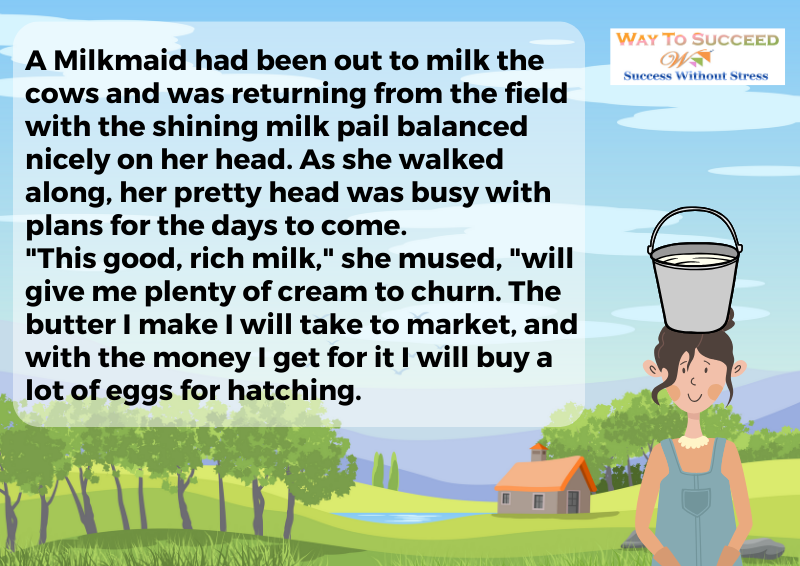 A Milkmaid had been out to milk the
cows and was returning from the field
with the shining milk pail balanced
nicely on her head. As she walked
along, her pretty head was busy with
plans for the days to come.
"This good, rich milk," she mused, "will
give me plenty of cream to churn. The
butter I make I will take to market, and
with the money I get for it I will buy a
lot of eggs for hatching.
WAY TO SUCCEED
Success Without Stress